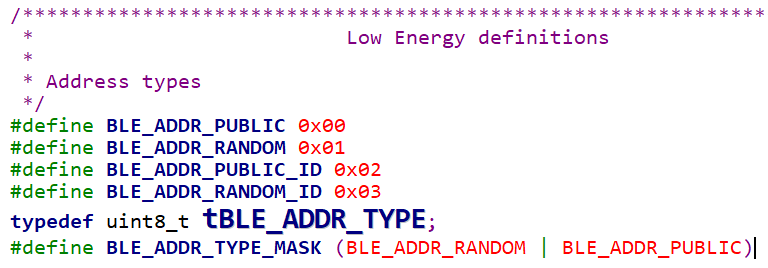 /**************************************************************
 *                          Low Energy definitions
 *
 * Address types
 */
#define BLE_ADDR_PUBLIC 0x00
#define BLE_ADDR_RANDOM 0x01
#define BLE_ADDR_PUBLIC_ID 0x02
#define BLE_ADDR_RANDOM_ID 0x03
typedef uint8_t tBLE_ADDR_TYPE;
#define BLE_ADDR_TYPE_MASK (BLE_ADDR_RANDOM | BLE_ADDR_PUBLIC)